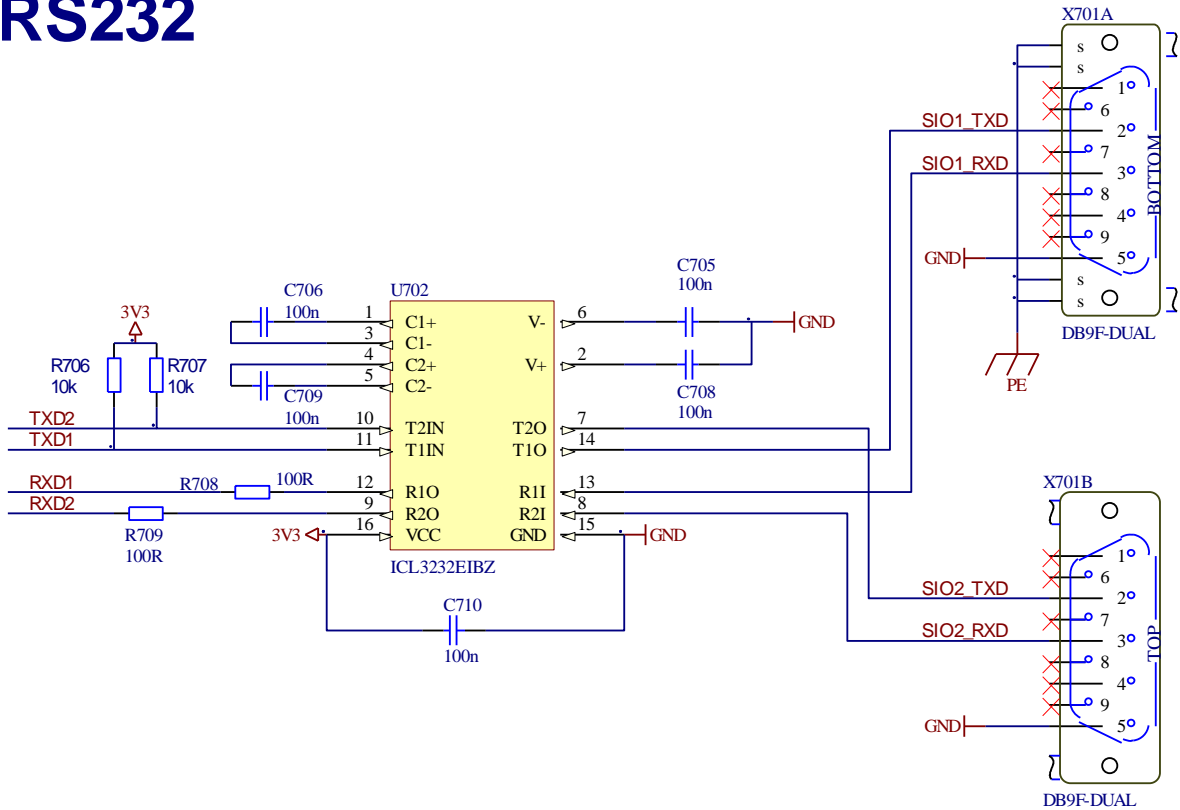 RS232
X701A
s
s
1
6
SIO1_TXD
2
7
SIO1_RXD
3
8
4
9
GND
5
s
s
BOTTOM
DB9F-DUAL
PE
C705
100n
C706
100n
U702
3V3
1
C1+
V-
6
GND
3
C1-
R706
10k
R707
10k
4
C2+
V+
2
5
C2-
C709
100n
C708
100n
TXD2
10
T2IN
T2O
7
TXD1
11
T1IN
T1O
14
RXD1
R708
100R
12
R1O
R1I
13
RXD2
9
R2O
R2I
8
R709
100R
3V3
16
VCC
GND
15
GND
ICL3232EIBZ
C710
100n
X701B
1
6
SIO2_TXD
2
7
SIO2_RXD
3
8
4
9
GND
5
TOP
DB9F-DUAL